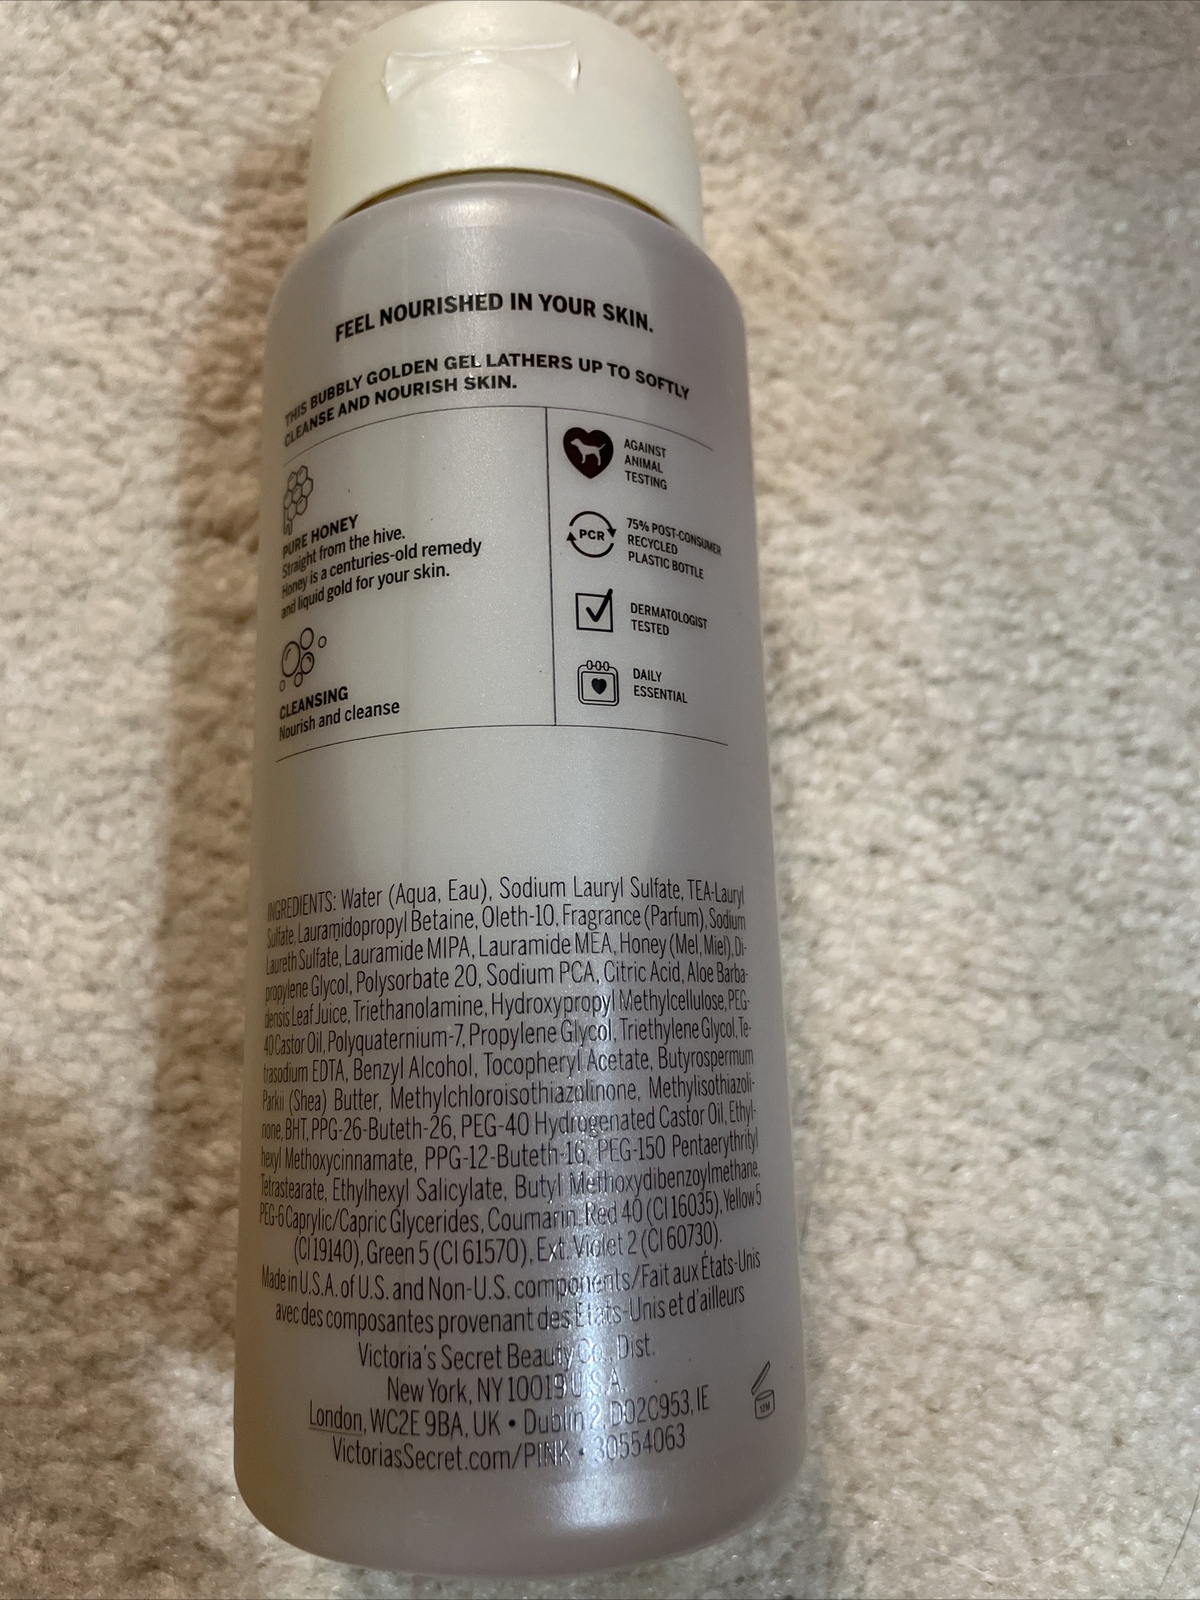 FEEL NOURISHED IN YOUR SKIN.
THIS BUBBLY GOLDEN GEL LATHERS UP TO SOFTLY
CLEANSE AND NOURISH SKIN.
PURE HONEY
Straight from the hive.
Honey is a centuries-old remedy
and liquid gold for your skin.
CLEANSING
Nourish and cleanse
AGAINST
ANIMAL
TESTING
PCR
75% POST-CONSUMER
RECYCLED
PLASTIC BOTTLE
DERMATOLOGIST
TESTED
DAILY
ESSENTIAL
INGREDIENTS: Water (Aqua, Eau), Sodium Lauryl Sulfate, TEA-Lauryl
Sulfate, Lauramidopropyl Betaine, Oleth-10, Fragrance (Parfum), Sodium
Laureth Sulfate, Lauramide MIPA, Lauramide MEA, Honey (Mel, Miel), Di-
propylene Glycol, Polysorbate 20, Sodium PCA, Citric Acid, Aloe Barba-
densis Leaf Juice, Triethanolamine, Hydroxypropyl Methylcellulose, PEG-
40 Castor Oil, Polyquaternium-7, Propylene Glycol, Triethylene Glycol, Te-
trasodium EDTA, Benzyl Alcohol, Tocopheryl Acetate, Butyrospermum
Parkii (Shea) Butter, Methylchloroisothiazolinone, Methylisothiazoli-
none, BHT, PPG-26-Buteth-26, PEG-40 Hydrogenated Castor Oil, Ethyl-
hexyl Methoxycinnamate, PPG-12-Buteth-16, PEG-150 Pentaerythrityl
Tetrastearate, Ethylhexyl Salicylate, Butyl Methoxydibenzoylmethane,
PEG-6 Caprylic/Capric Glycerides, Coumarin, Red 40 (CI 16035), Yellow 5
(CI 19140), Green 5 (CI 61570), Ext. Violet 2 (CI 60730).
Made in U.S.A. of U.S. and Non-U.S. components/Fait aux États-Unis
avec des composantes provenant des États-Unis et d'ailleurs
Victoria's Secret Beauty Co., Dist.
New York, NY 10019 U.S.A.
London, WC2E 9BA, UK • Dublin 2, D02C953, IE
VictoriasSecret.com/PINK • 30554063
12M